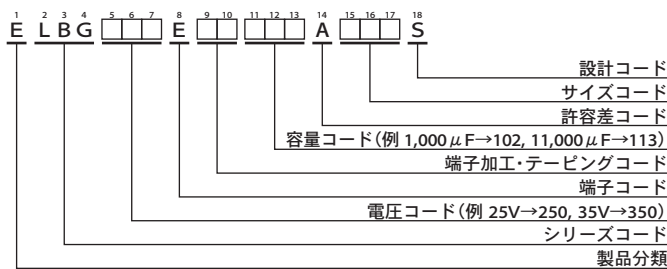 1 2 3 4 5 6 7 8 9 10 11 12 13 14 15 16 17 18
E L B G E A S
設計コード
サイズコード
許容差コード
容量コード(例 1,000μF→102, 11,000μF→113)
端子加工・テーピングコード
端子コード
電圧コード(例 25V→250, 35V→350)
シリーズコード
製品分類